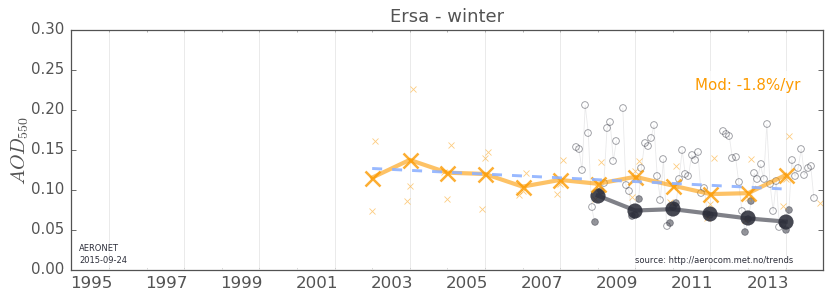 Ersa - winter
0.30
0.25
0.20
0.15
0.10
0.05
0.00
AOD550
Mod: -1.8%/yr
AERONET
2015-09-24
source: http://aerocom.met.no/trends
1995 1997 1999 2001 2003 2005 2007 2009 2011 2013